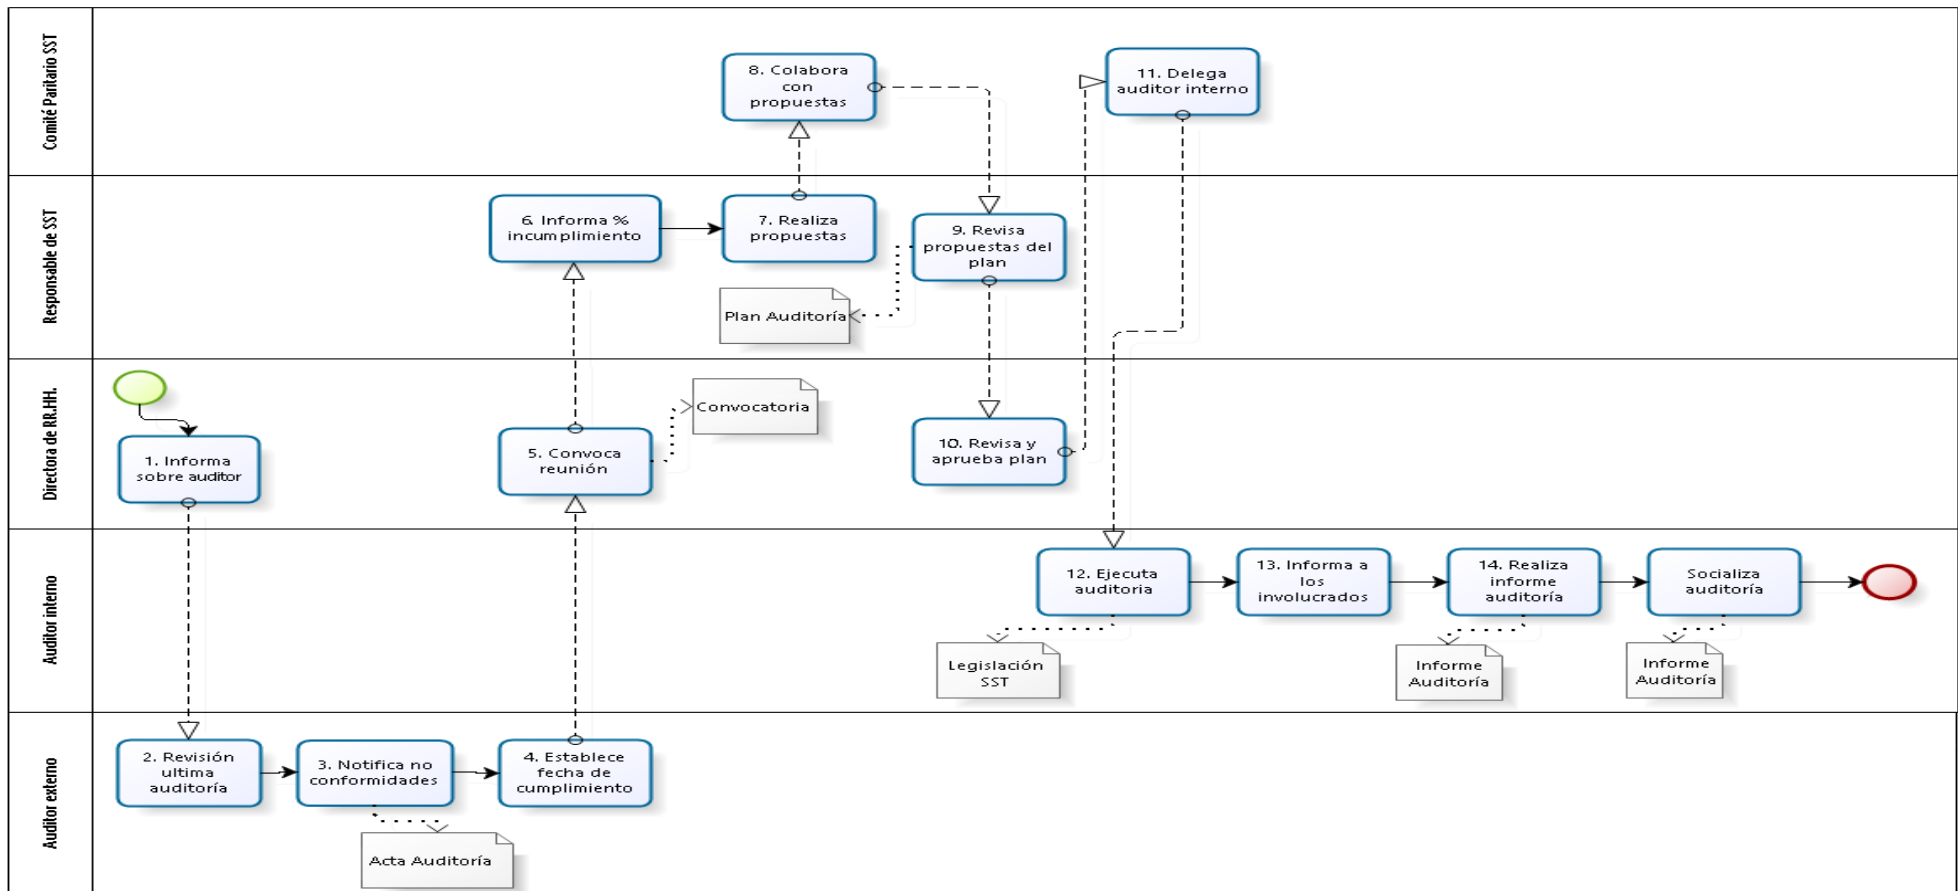 Comité Paritario SST
8. Colabora
con
propuestas
11. Delega
auditor interno
Responsable de SST
6. Informa %
incumplimiento
7. Realiza
propuestas
9. Revisa
propuestas del
plan
Plan Auditoría
Directora de RR.HH.
1. Informa
sobre auditor
5. Convoca
reunión
Convocatoria
10. Revisa y
aprueba plan
Auditor interno
12. Ejecuta
auditoria
13. Informa a
los
involucrados
14. Realiza
informe
auditoría
Socializa
auditoría
Legislación
SST
Informe
Auditoría
Informe
Auditoría
Auditor externo
2. Revisión
ultima
auditoría
3. Notifica no
conformidades
4. Establece
fecha de
cumplimiento
Acta Auditoría